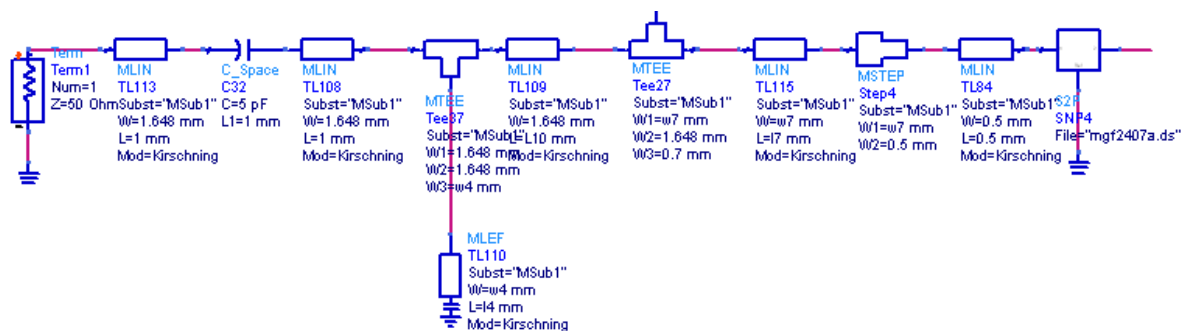 Term
Term1
Num=1
Z=50 Ohm
MLIN
TL113
Subst="MSub1"
W=1.648 mm
L=1 mm
Mod=Kirschning
C_Space
C32
C=5 pF
L1=1 mm
MLIN
TL108
Subst="MSub1"
W=1.648 mm
L=1 mm
Mod=Kirschning
MTEE
Tee37
Subst="MSub1"
W1=1.648 mm
W2=1.648 mm
W3=w4 mm
MLIN
TL109
Subst="MSub1"
W=1.648 mm
L=L10 mm
Mod=Kirschning
MTEE
Tee27
Subst="MSub1"
W1=w7 mm
W2=1.648 mm
W3=0.7 mm
MLIN
TL115
Subst="MSub1"
W=w7 mm
L=l7 mm
Mod=Kirschning
MSTEP
Step4
Subst="MSub1"
W1=w7 mm
W2=0.5 mm
MLIN
TL84
Subst="MSub1"
W=0.5 mm
L=0.5 mm
Mod=Kirschning
S2P
SNP4
File="mgf2407a.ds"
MLEF
TL110
Subst="MSub1"
W=w4 mm
L=l4 mm
Mod=Kirschning